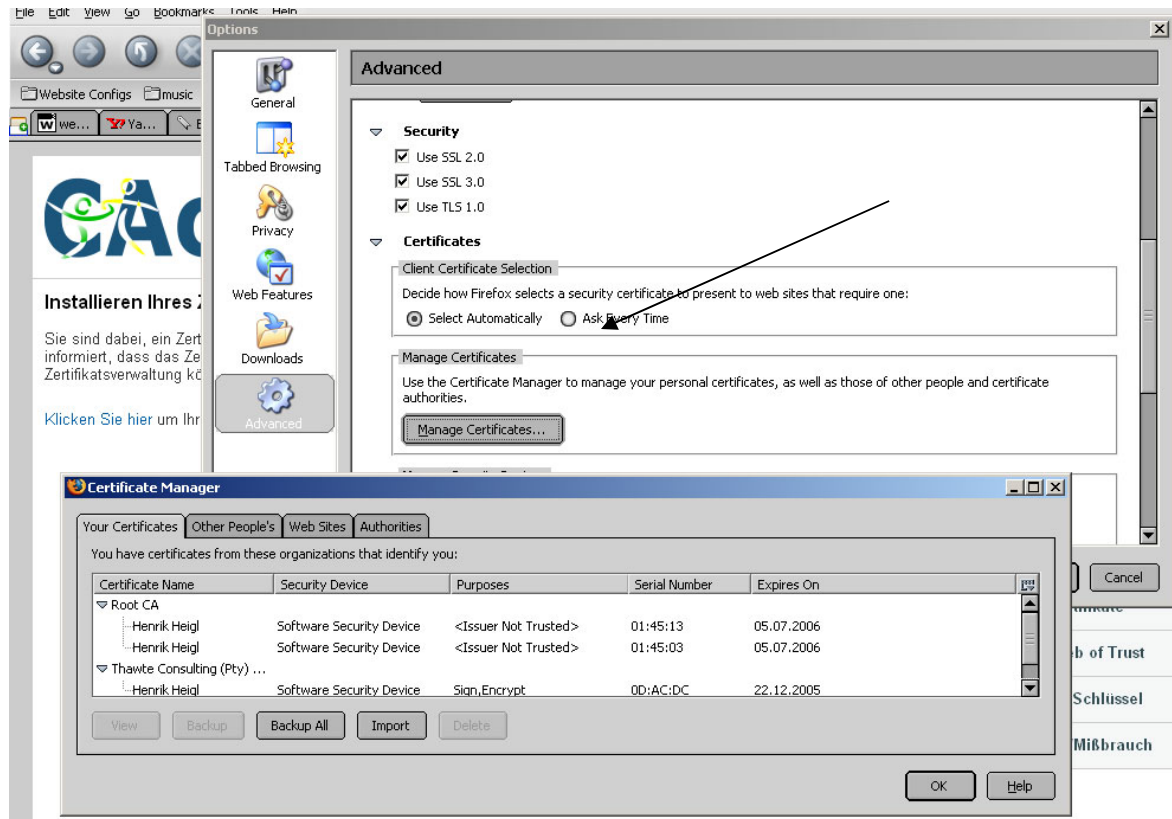 File Edit View Go Bookmarks Tools Help
Options
Website Configs music
we... Ya...
General
Tabbed Browsing
Privacy
Web Features
Downloads
Advanced
Advanced
Security
Use SSL 2.0
Use SSL 3.0
Use TLS 1.0
Certificates
Client Certificate Selection
Decide how Firefox selects a security certificate to present to web sites that require one:
Select Automatically Ask Every Time
Manage Certificates
Use the Certificate Manager to manage your personal certificates, as well as those of other people and certificate
authorities.
Manage Certificates...
Cancel
CAc
Installieren Ihres
Sie sind dabei, ein Zert
informiert, dass das Ze
Zertifikatsverwaltung kö
Klicken Sie hier um Ihr
Certificate Manager
Your Certificates Other People's Web Sites Authorities
You have certificates from these organizations that identify you:
Certificate Name Security Device Purposes Serial Number Expires On
Root CA
Henrik Heigl Software Security Device <Issuer Not Trusted> 01:45:13 05.07.2006
Henrik Heigl Software Security Device <Issuer Not Trusted> 01:45:03 05.07.2006
Thawte Consulting (Pty) ...
Henrik Heigl Software Security Device Sign,Encrypt 0D:AC:DC 22.12.2005
View Backup Backup All Import Delete
OK Help
b of Trust
Schlüssel
/Mißbrauch